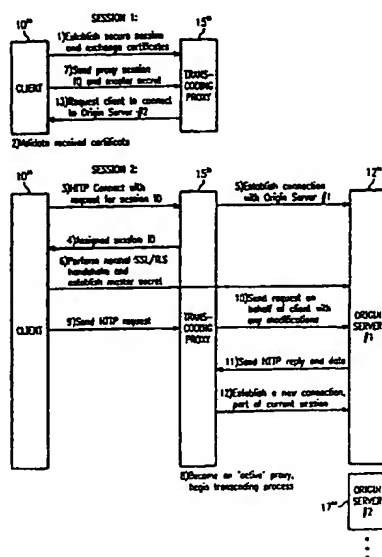 SESSION 1:
10'''
15'''
1)Establish secure session
and exchange certificates
7)Send proxy session
ID and master secret
13)Request client to connect
to Origin Server #2
CLIENT
TRANS-
CODING
PROXY
2)Validate received certificate
SESSION 2:
10'''
15'''
12'''
3)HTTP Connect with
request for session ID
5)Establish connection
with Origin Server #1
4)Assigned session ID
6)Perform normal SSL/TLS
handshake and
establish master secret
10)Send request on
behalf of client with
any modifications
9)Send HTTP request
CLIENT
TRANS-
CODING
PROXY
ORIGIN
SERVER
#1
11)Send HTTP reply and data
12)Establish a new connection,
part of current session
8)Become an "active" proxy,
begin transcoding process
17'''
ORIGIN
SERVER
#2